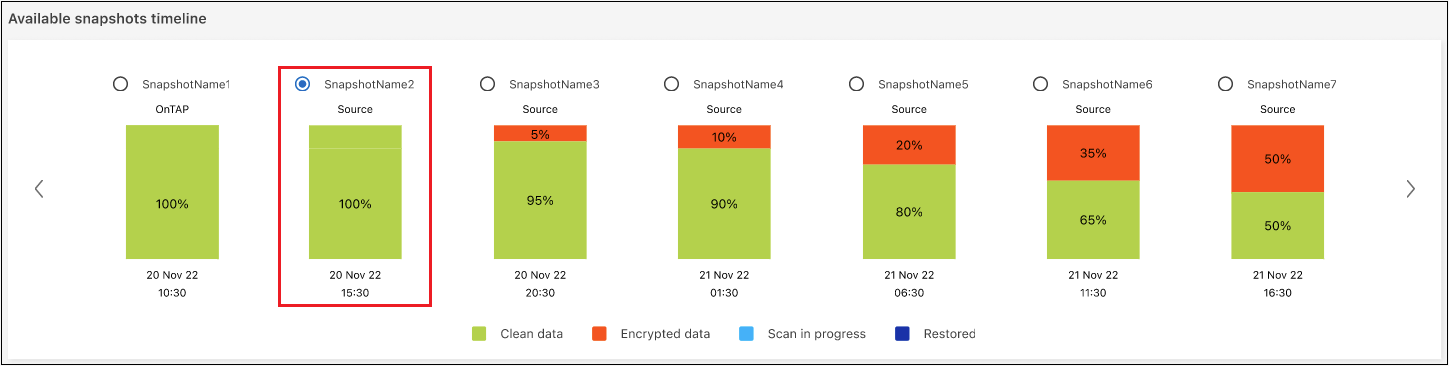 Available snapshots timeline
SnapshotName1 SnapshotName2 SnapshotName3 SnapshotName4 SnapshotName5 SnapshotName6 SnapshotName7
OnTAP Source Source Source Source Source Source
5% 10% 20% 35% 50%
100% 100% 95% 90% 80% 65% 50%
20 Nov 22 20 Nov 22 20 Nov 22 21 Nov 22 21 Nov 22 21 Nov 22 21 Nov 22
10:30 15:30 20:30 01:30 06:30 11:30 16:30
Clean data Encrypted data Scan in progress Restored